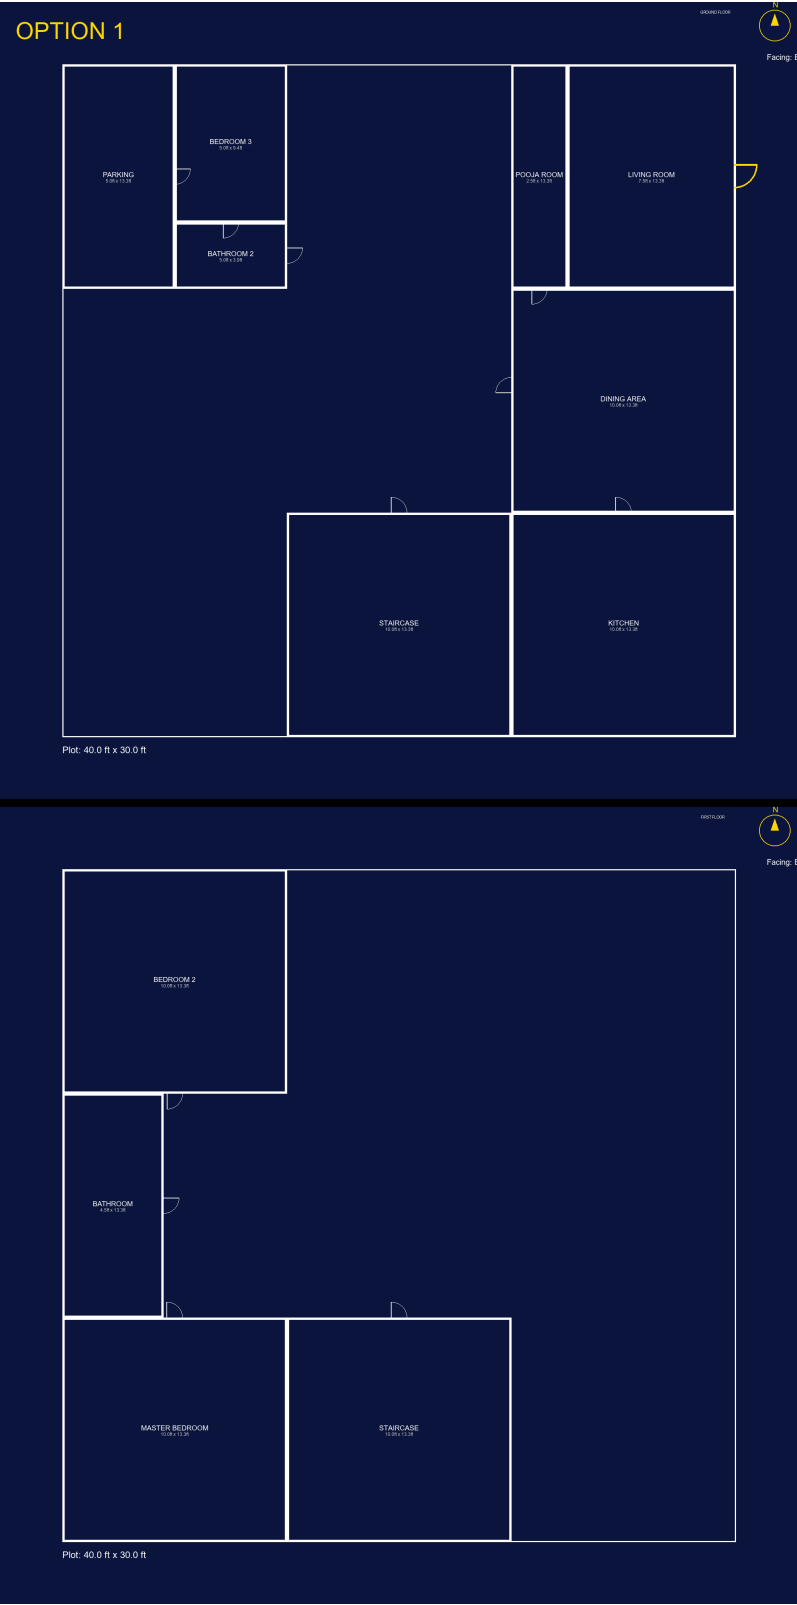 GROUND FLOOR
N
OPTION 1
Facing: E
BEDROOM 3
5.0ft x 9.4ft
PARKING
5.0ft x 13.3ft
POOJA ROOM
2.5ft x 13.3ft
LIVING ROOM
7.5ft x 13.3ft
BATHROOM 2
5.0ft x 3.9ft
DINING AREA
10.0ft x 13.3ft
STAIRCASE
10.0ft x 13.3ft
KITCHEN
10.0ft x 13.3ft
Plot: 40.0 ft x 30.0 ft
N
FIRST FLOOR
Facing: E
BEDROOM 2
10.0ft x 13.3ft
BATHROOM
4.5ft x 13.3ft
MASTER BEDROOM
10.0ft x 13.3ft
STAIRCASE
10.0ft x 13.3ft
Plot: 40.0 ft x 30.0 ft